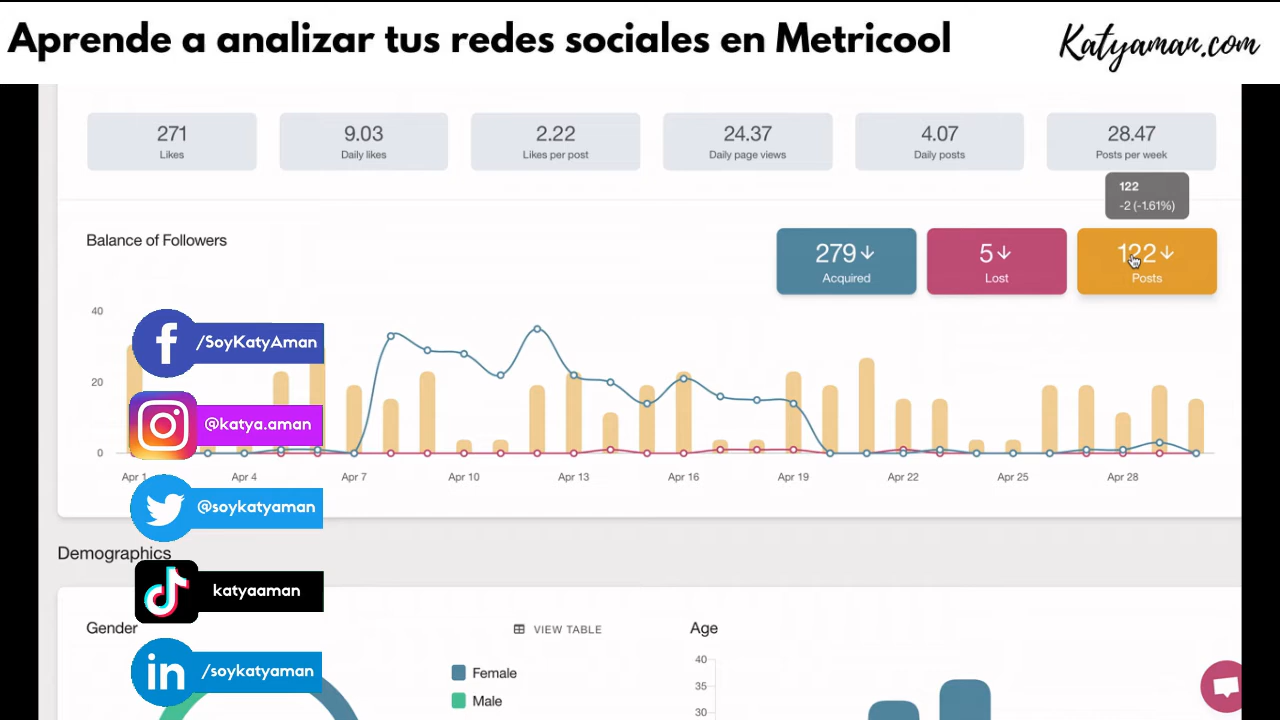 Aprende a analizar tus redes sociales en Metricool
Katyaman.com
271
Likes
9.03
Daily likes
2.22
Likes per post
24.37
Daily page views
4.07
Daily posts
28.47
Posts per week
122
-2 (-1.61%)
Balance of Followers
279↓
Acquired
5↓
Lost
122↓
Posts
40
20
0
Apr 1
Apr 4
Apr 7
Apr 10
Apr 13
Apr 16
Apr 19
Apr 22
Apr 25
Apr 28
/SoyKatyAman
@katya.aman
@soykatyaman
katyaaman
/soykatyaman
Demographics
Gender
VIEW TABLE
Female
Male
Age
40
35
30